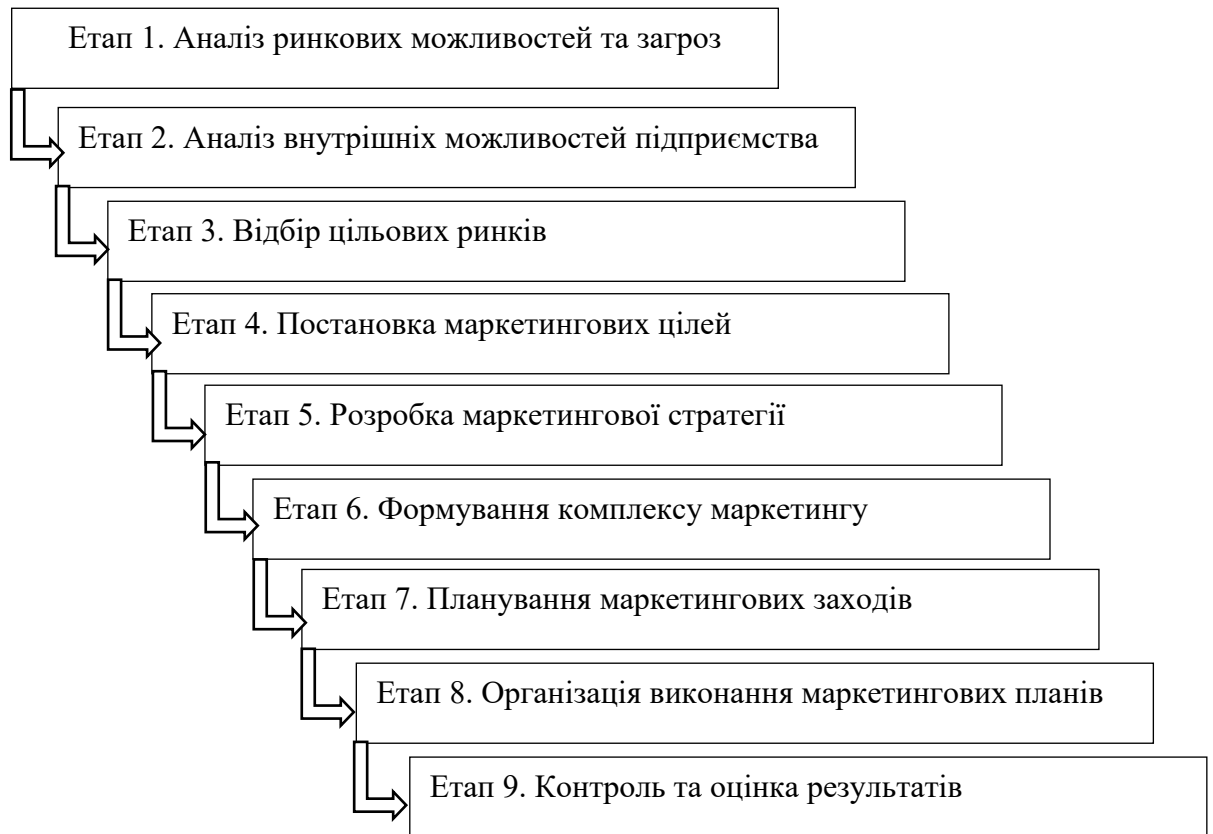 Етап 1. Аналіз ринкових можливостей та загроз
Етап 2. Аналіз внутрішніх можливостей підприємства
Етап 3. Відбір цільових ринків
Етап 4. Постановка маркетингових цілей
Етап 5. Розробка маркетингової стратегії
Етап 6. Формування комплексу маркетингу
Етап 7. Планування маркетингових заходів
Етап 8. Організація виконання маркетингових планів
Етап 9. Контроль та оцінка результатів